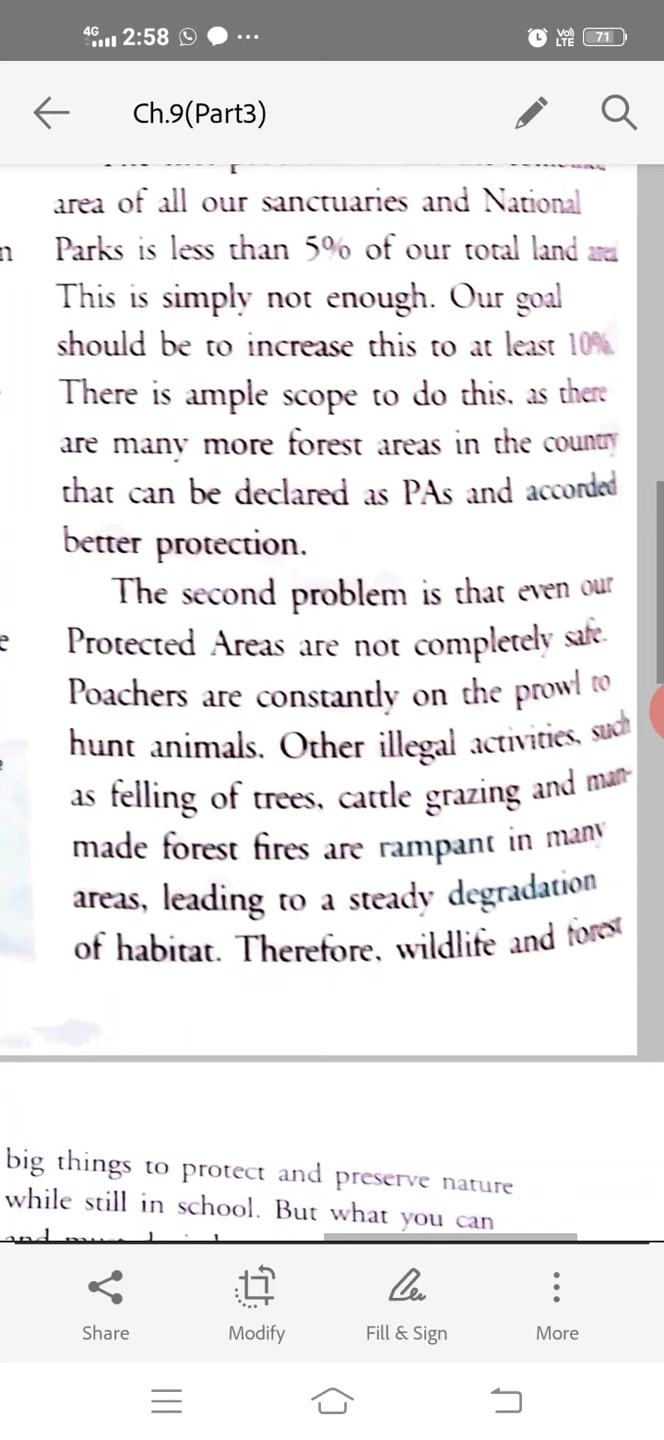 4G 2:58 ...
Vo)) LTE 71
Ch.9(Part3)
area of all our sanctuaries and National
n Parks is less than 5% of our total land area
This is simply not enough. Our goal
should be to increase this to at least 10%.
There is ample scope to do this, as there
are many more forest areas in the country
that can be declared as PAs and accorded
better protection.
The second problem is that even our
e Protected Areas are not completely safe.
Poachers are constantly on the prowl to
hunt animals. Other illegal activities, such
as felling of trees, cattle grazing and man-
made forest fires are rampant in many
areas, leading to a steady degradation
of habitat. Therefore, wildlife and forest
big things to protect and preserve nature
while still in school. But what you can
Share Modify Fill & Sign More